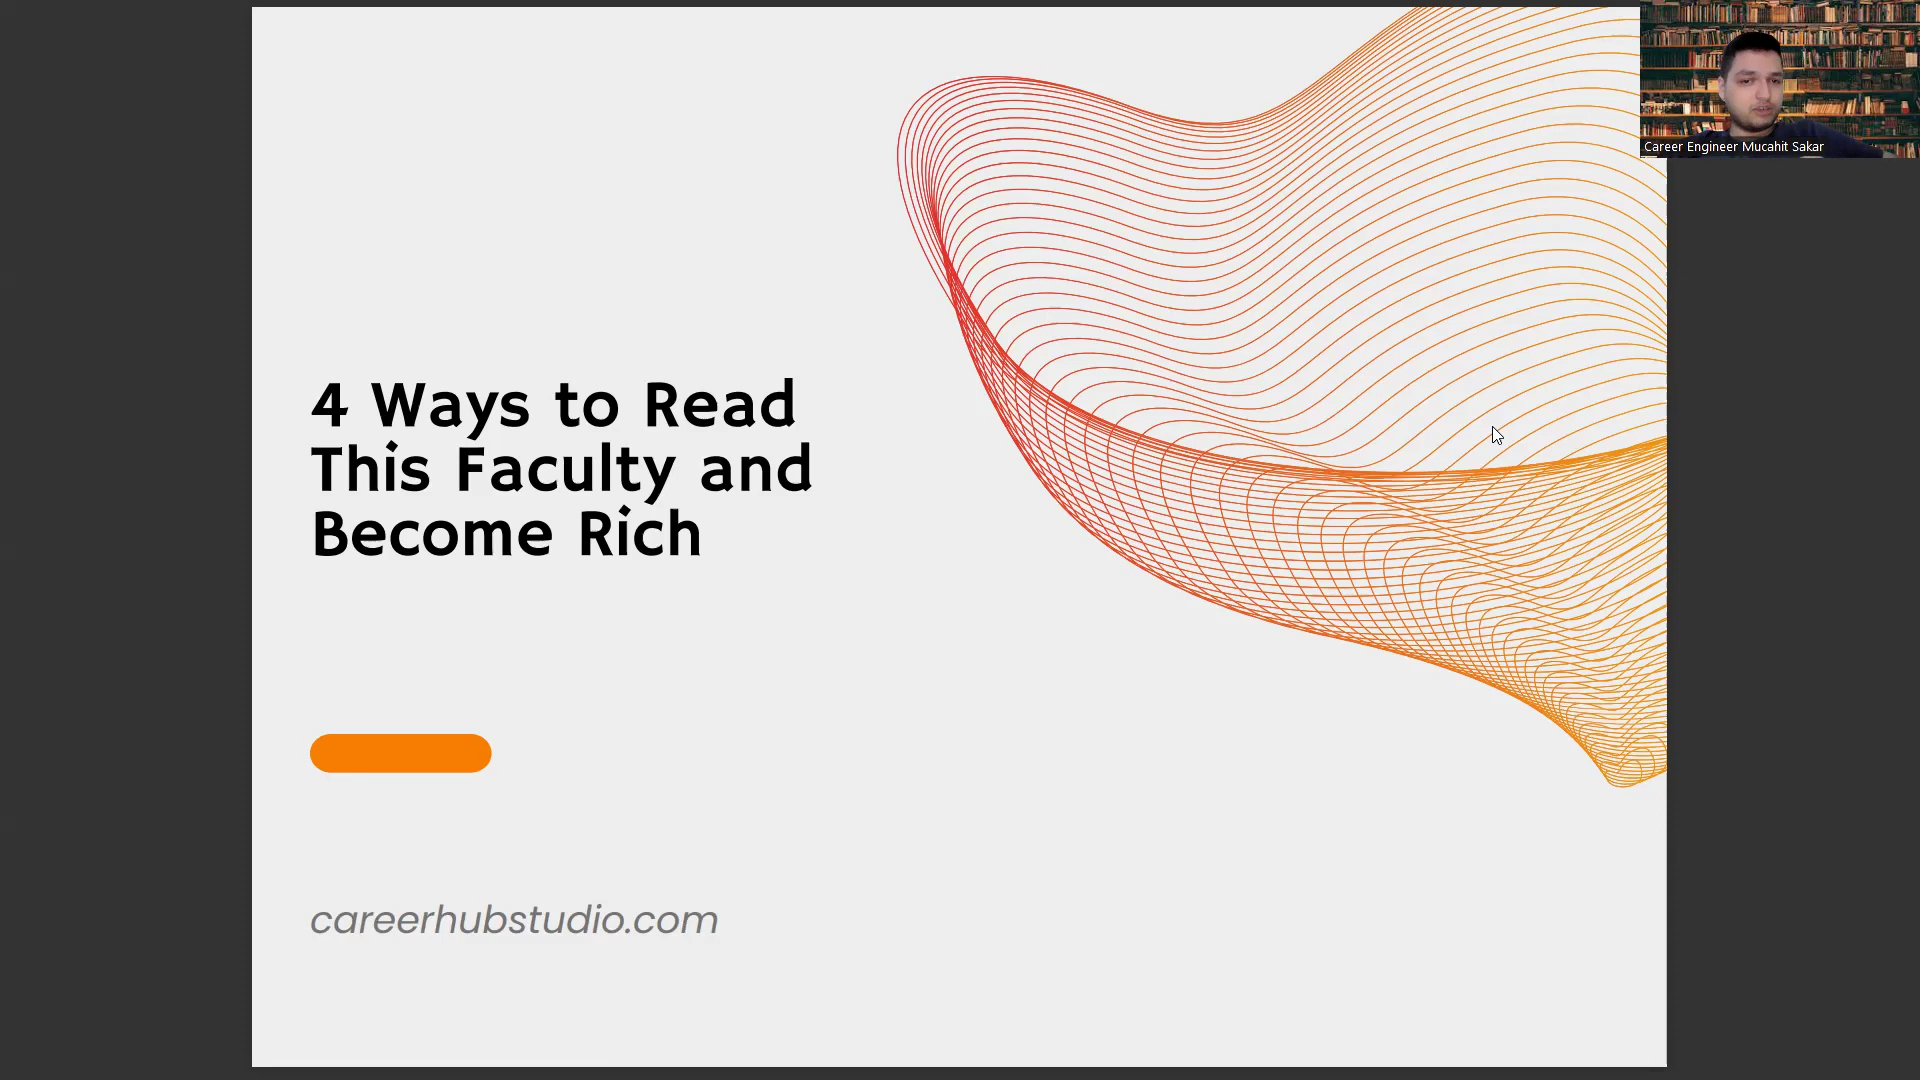 Career Engineer Mucahit Sakar
4 Ways to Read
This Faculty and
Become Rich
careerhubstudio.com